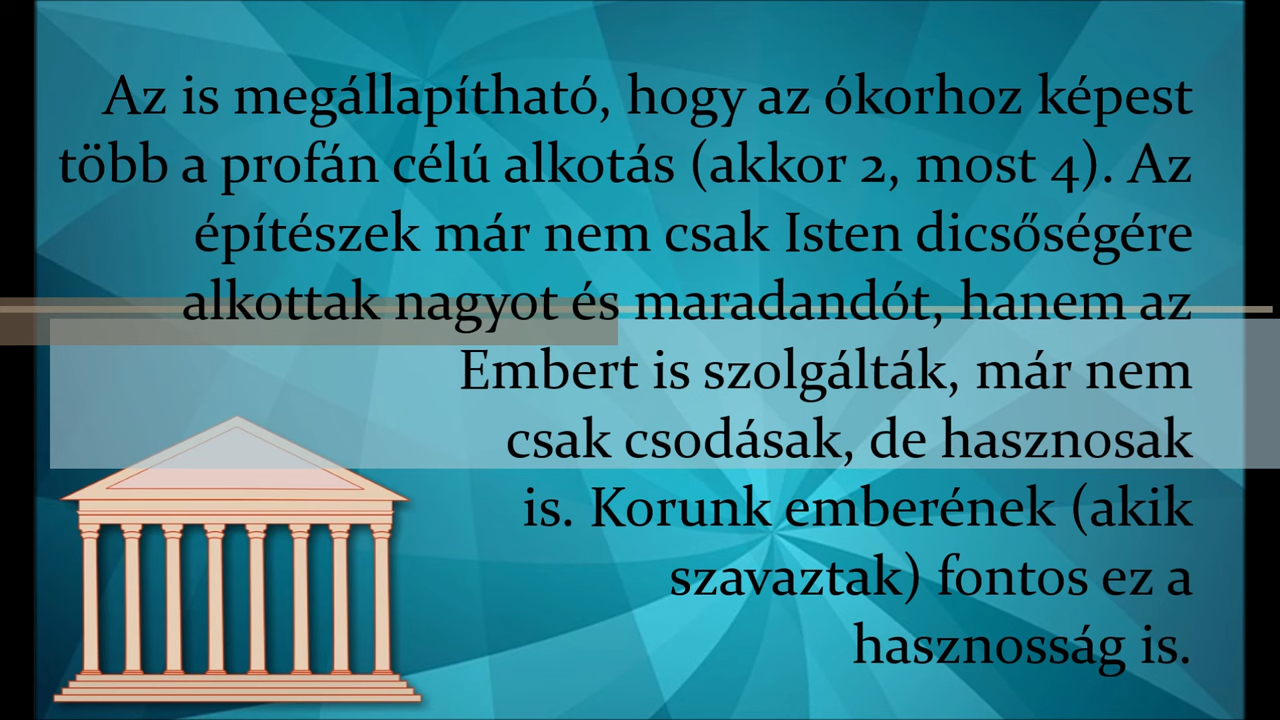 Az is megállapítható, hogy az ókorhoz képest
több a profán célú alkotás (akkor 2, most 4). Az
építészek már nem csak Isten dicsőségére
alkottak nagyot és maradandót, hanem az
Embert is szolgálták, már nem
csak csodásak, de hasznosak
is. Korunk emberének (akik
szavaztak) fontos ez a
hasznosság is.